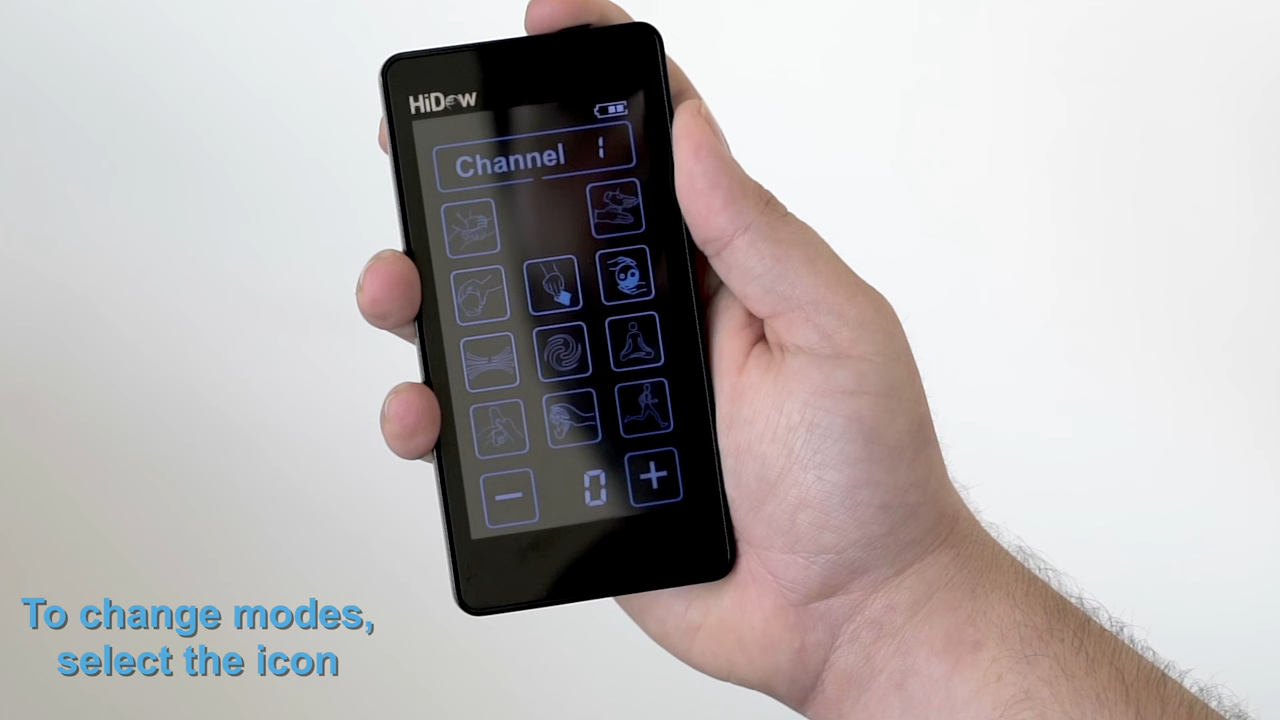 HiDow
Channel 1
− 0 +
To change modes,
select the icon